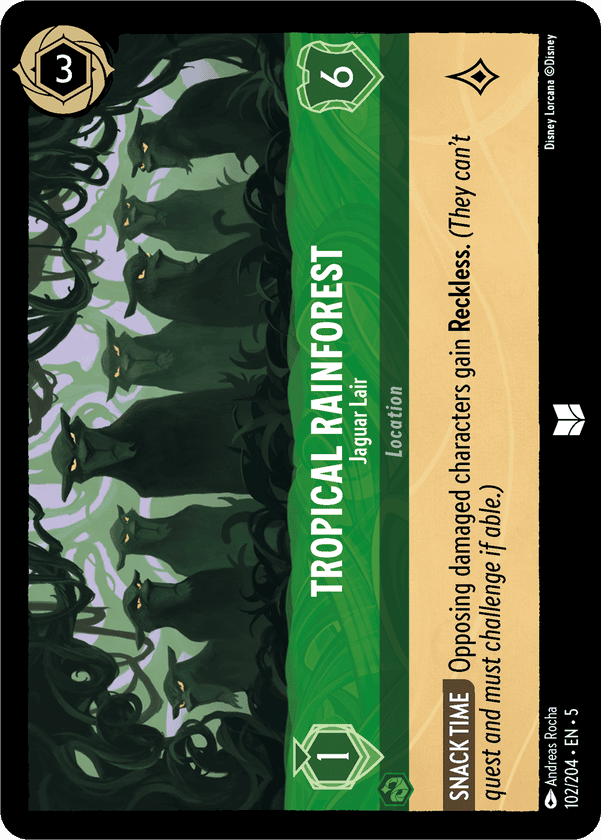 3
TROPICAL RAINFOREST
Jaguar Lair
1
6
Location
SNACK TIME Opposing damaged characters gain Reckless. (They can't
quest and must challenge if able.)
Andreas Rocha
102/204 • EN • 5
Disney Lorcana ©Disney